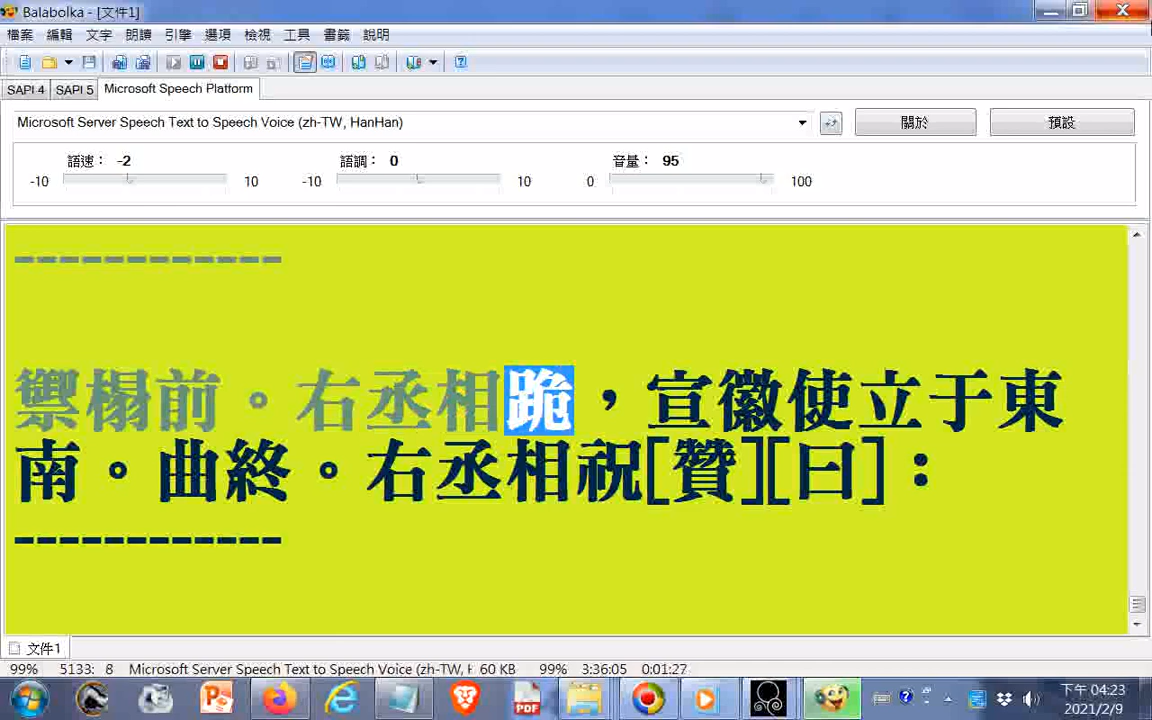 Balabolka - [文件1]
檔案 編輯 文字 朗讀 引擎 選項 檢視 工具 書籤 說明
SAPI 4 SAPI 5 Microsoft Speech Platform
Microsoft Server Speech Text to Speech Voice (zh-TW, HanHan) 關於 預設
語速： -2 語調： 0 音量： 95
-10 10 -10 10 0 100
------------
禦榻前。右丞相跪，宣徽使立于東
南。曲終。右丞相祝[贊][曰]：
------------
文件1
99% 5133: 8 Microsoft Server Speech Text to Speech Voice (zh-TW, H 60 KB 99% 3:36:05 0:01:27
PDF
下午 04:23
2021/2/9